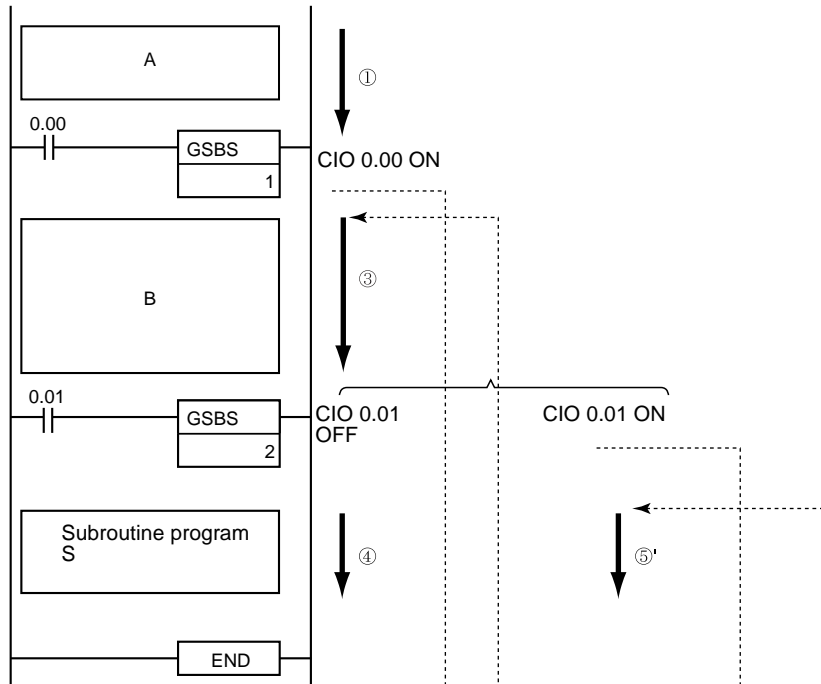 A
①
0.00
GSBS
CIO 0.00 ON
1
③
B
0.01
GSBS
CIO 0.01
OFF
CIO 0.01 ON
2
Subroutine program
S
④
⑤'
END